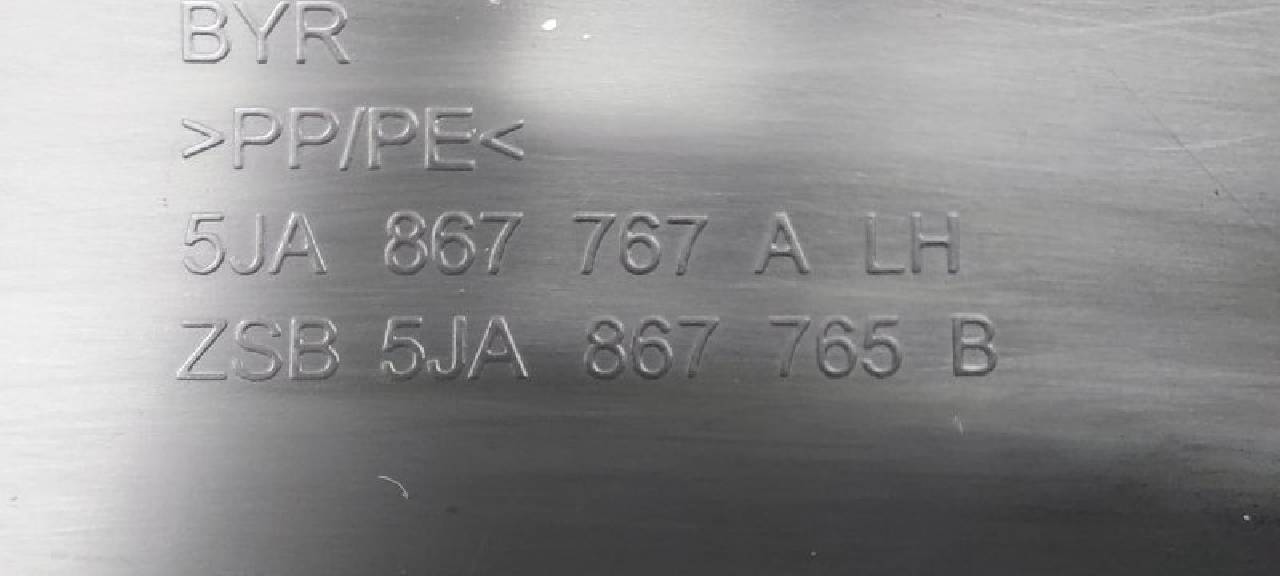 BYR
>PP/PE<
5JA 867 767 A LH
ZSB 5JA 867 765 B